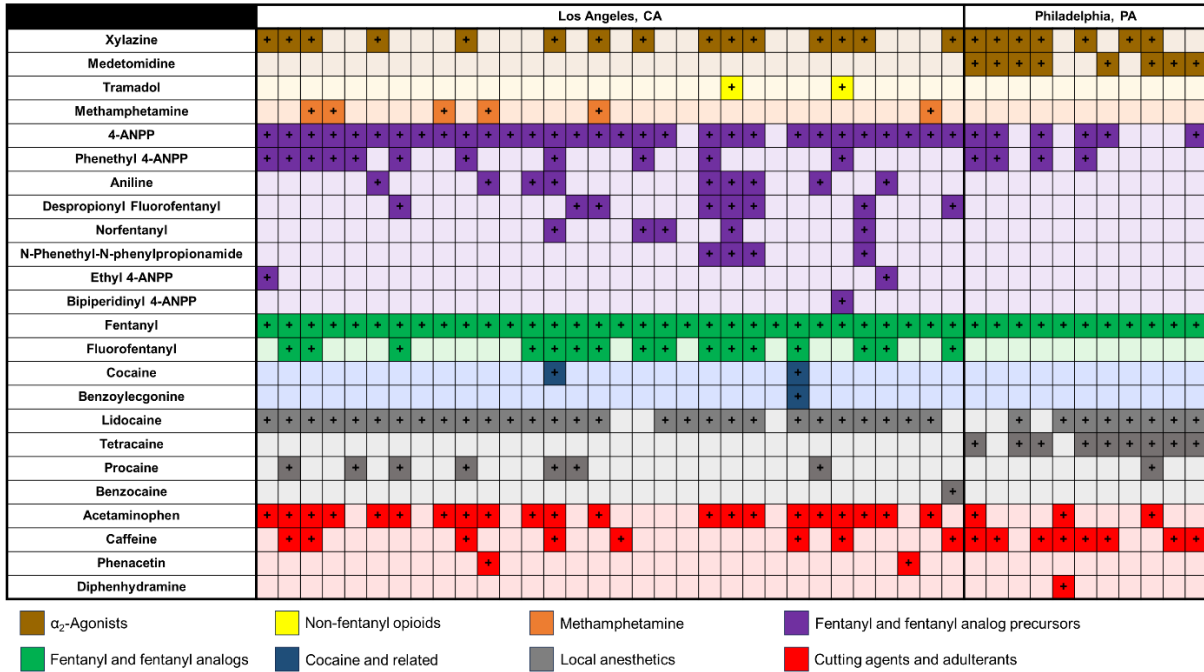 Los Angeles, CA Philadelphia, PA
Xylazine + + + + + + + + + + + + + + + + + + + + + +
Medetomidine + + + + + + + +
Tramadol + +
Methamphetamine + + + + + +
4-ANPP + + + + + + + + + + + + + + + + + + + + + + + + + + + + + + + + + + + +
Phenethyl 4-ANPP + + + + + + + + + + + + + + +
Aniline + + + + + + + + +
Despropionyl Fluorofentanyl + + + + + + + +
Norfentanyl + + + + +
N-Phenethyl-N-phenylpropionamide + + + +
Ethyl 4-ANPP + +
Bipiperidinyl 4-ANPP +
Fentanyl + + + + + + + + + + + + + + + + + + + + + + + + + + + + + + + + + + + + + + + + + + +
Fluorofentanyl + + + + + + + + + + + + + + + +
Cocaine + +
Benzoylecgonine +
Lidocaine + + + + + + + + + + + + + + + + + + + + + + + + + + + + + + + + + + + +
Tetracaine + + + + + + + + +
Procaine + + + + + + + +
Benzocaine +
Acetaminophen + + + + + + + + + + + + + + + + + + + + + + + +
Caffeine + + + + + + + + + + + + + + + +
Phenacetin + +
Diphenhydramine +
α₂-Agonists Non-fentanyl opioids Methamphetamine Fentanyl and fentanyl analog precursors
Fentanyl and fentanyl analogs Cocaine and related Local anesthetics Cutting agents and adulterants